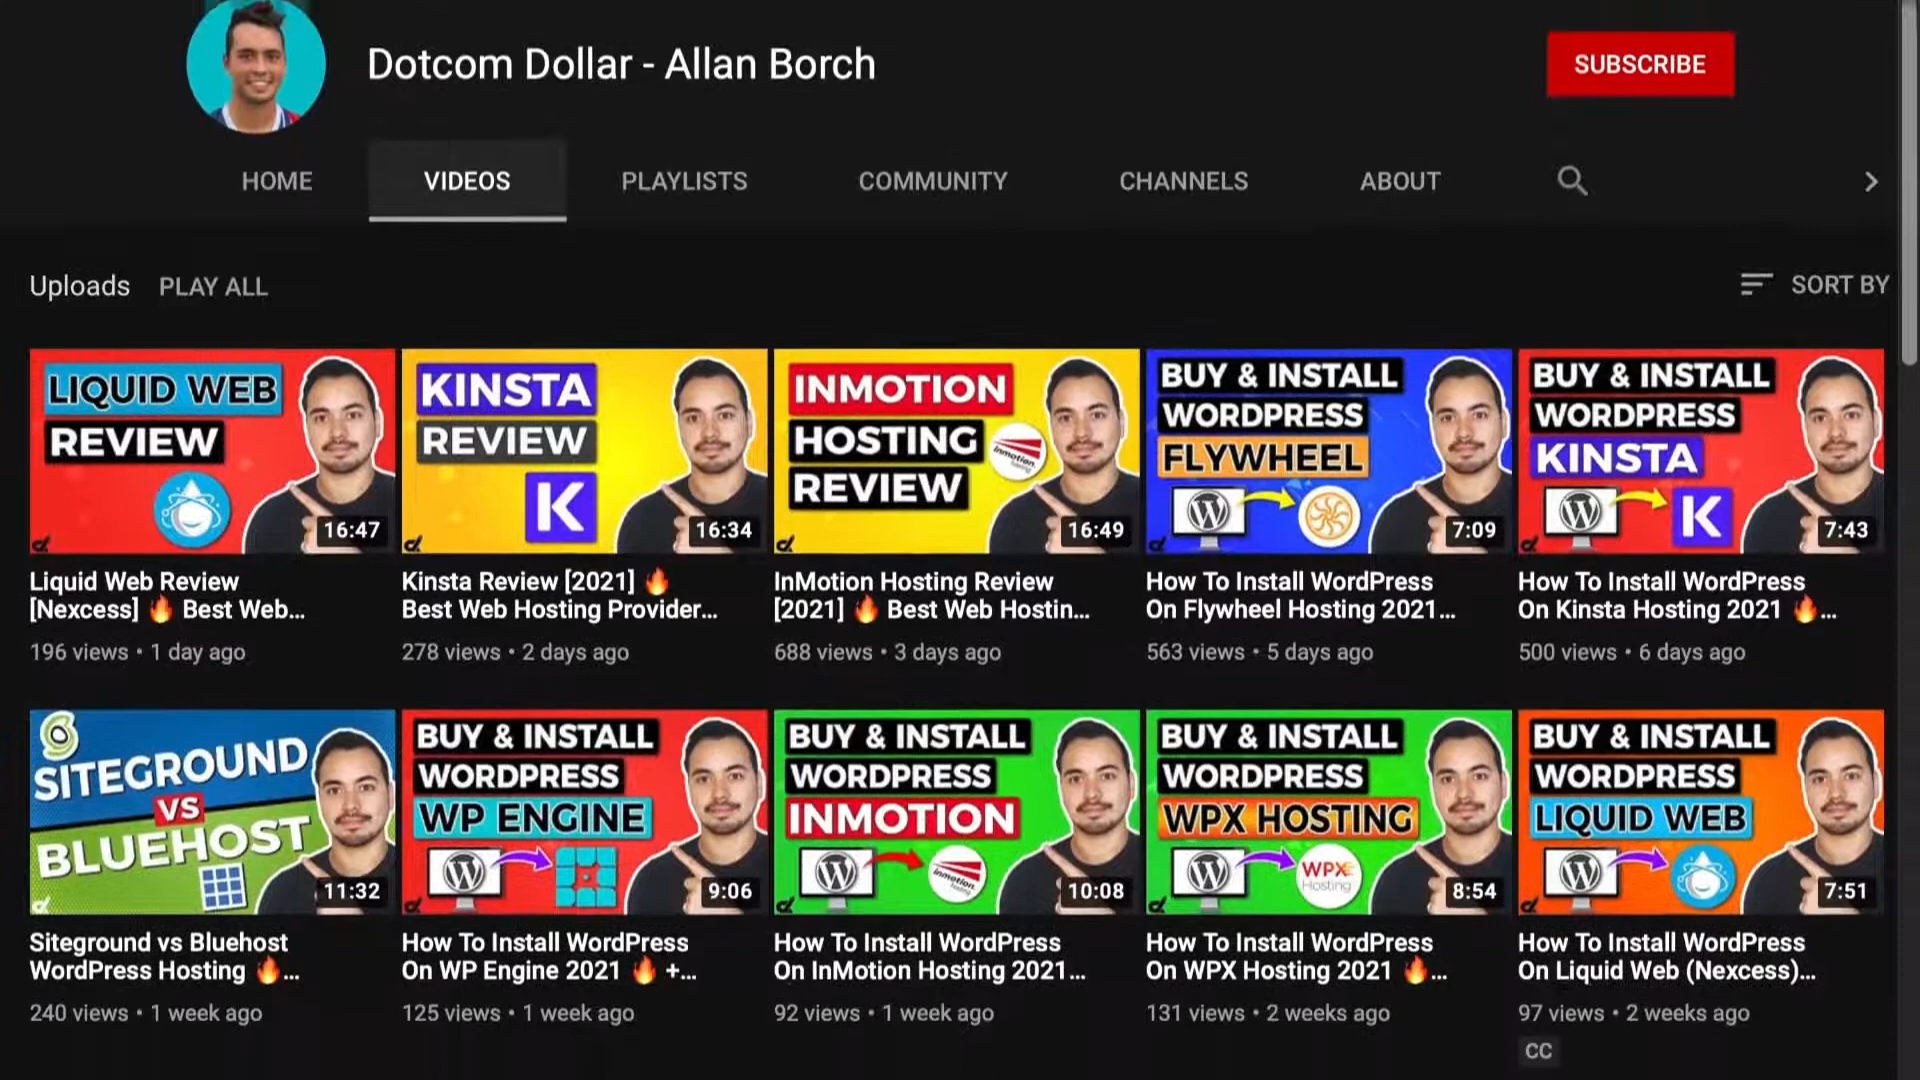 Dotcom Dollar - Allan Borch
SUBSCRIBE
HOME
VIDEOS
PLAYLISTS
COMMUNITY
CHANNELS
ABOUT
Uploads
PLAY ALL
SORT BY
LIQUID WEB
REVIEW
16:47
KINSTA
REVIEW
K
16:34
INMOTION
HOSTING
REVIEW
inmotion
hosting
16:49
BUY & INSTALL
WORDPRESS
FLYWHEEL
W
7:09
BUY & INSTALL
WORDPRESS
KINSTA
W
K
7:43
Liquid Web Review
[Nexcess] 🔥 Best Web...
196 views • 1 day ago
Kinsta Review [2021] 🔥
Best Web Hosting Provider...
278 views • 2 days ago
InMotion Hosting Review
[2021] 🔥 Best Web Hostin...
688 views • 3 days ago
How To Install WordPress
On Flywheel Hosting 2021...
563 views • 5 days ago
How To Install WordPress
On Kinsta Hosting 2021 🔥...
500 views • 6 days ago
SITEGROUND
VS
BLUEHOST
11:32
BUY & INSTALL
WORDPRESS
WP ENGINE
W
9:06
BUY & INSTALL
WORDPRESS
INMOTION
W
inmotion
hosting
10:08
BUY & INSTALL
WORDPRESS
WPX HOSTING
W
WPX
Hosting
8:54
BUY & INSTALL
WORDPRESS
LIQUID WEB
W
7:51
Siteground vs Bluehost
WordPress Hosting 🔥...
240 views • 1 week ago
How To Install WordPress
On WP Engine 2021 🔥 +...
125 views • 1 week ago
How To Install WordPress
On InMotion Hosting 2021...
92 views • 1 week ago
How To Install WordPress
On WPX Hosting 2021 🔥...
131 views • 2 weeks ago
How To Install WordPress
On Liquid Web (Nexcess)...
97 views • 2 weeks ago
CC